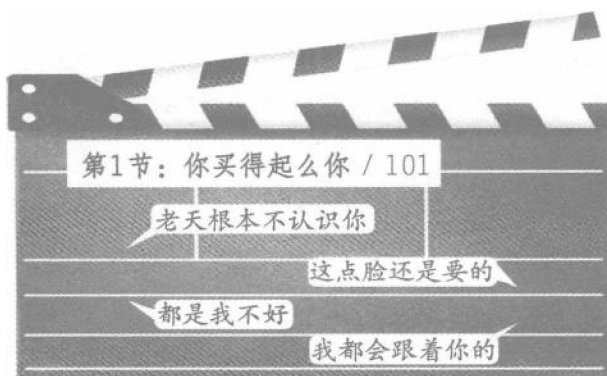 第1节：你买得起么你 / 101
老天根本不认识你
这点脸还是要的
都是我不好
我都会跟着你的